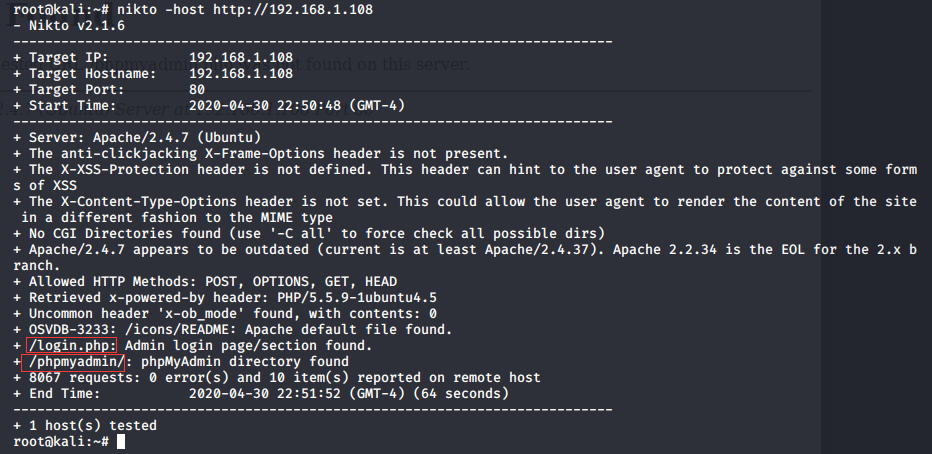 root@kali:~# nikto -host http://192.168.1.108
- Nikto v2.1.6
---------------------------------------------------------------------------
+ Target IP:          192.168.1.108
+ Target Hostname:    192.168.1.108
+ Target Port:        80
+ Start Time:         2020-04-30 22:50:48 (GMT-4)
---------------------------------------------------------------------------
+ Server: Apache/2.4.7 (Ubuntu)
+ The anti-clickjacking X-Frame-Options header is not present.
+ The X-XSS-Protection header is not defined. This header can hint to the user agent to protect against some form
s of XSS
+ The X-Content-Type-Options header is not set. This could allow the user agent to render the content of the site
 in a different fashion to the MIME type
+ No CGI Directories found (use '-C all' to force check all possible dirs)
+ Apache/2.4.7 appears to be outdated (current is at least Apache/2.4.37). Apache 2.2.34 is the EOL for the 2.x b
ranch.
+ Allowed HTTP Methods: POST, OPTIONS, GET, HEAD
+ Retrieved x-powered-by header: PHP/5.5.9-1ubuntu4.5
+ Uncommon header 'x-ob_mode' found, with contents: 0
+ OSVDB-3233: /icons/README: Apache default file found.
+ /login.php: Admin login page/section found.
+ /phpmyadmin/: phpMyAdmin directory found
+ 8067 requests: 0 error(s) and 10 item(s) reported on remote host
+ End Time:           2020-04-30 22:51:52 (GMT-4) (64 seconds)
---------------------------------------------------------------------------
+ 1 host(s) tested
root@kali:~#
found on this server.